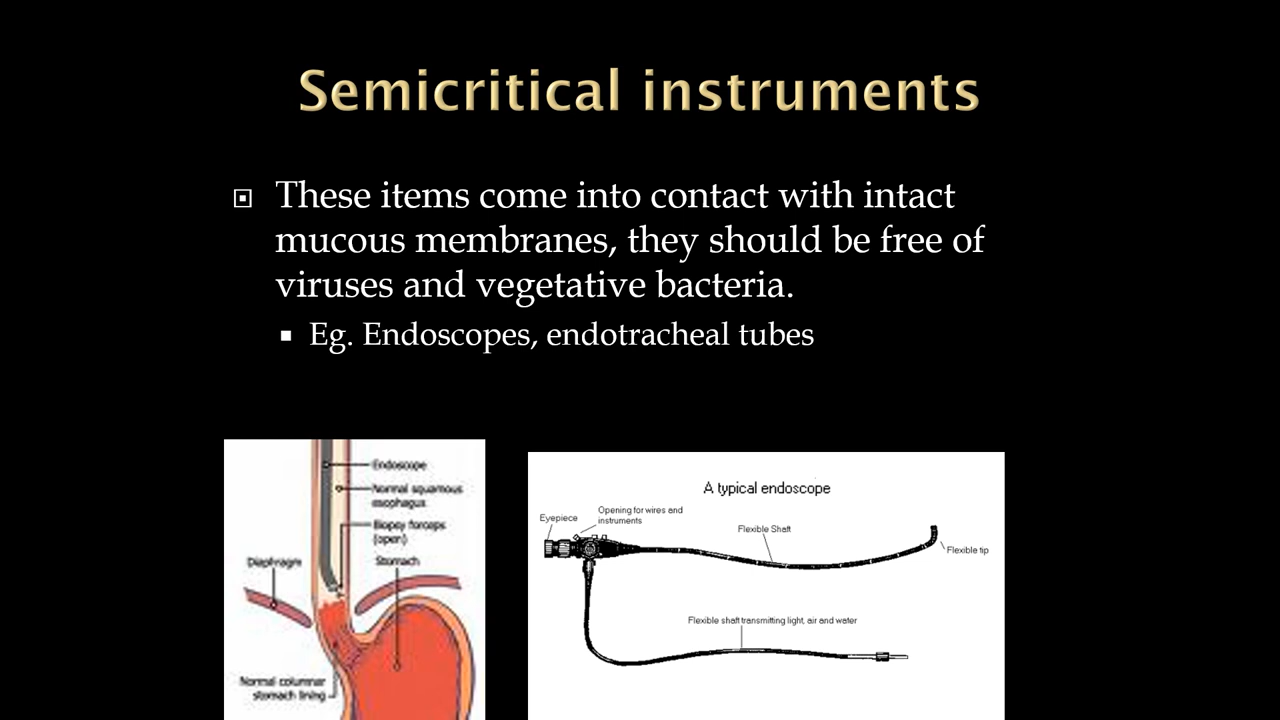 Semicritical instruments
These items come into contact with intact
mucous membranes, they should be free of
viruses and vegetative bacteria.
Eg. Endoscopes, endotracheal tubes
Endoscope
Normal squamous
esophagus
Biopsy forceps
(open)
Diaphragm
Stomach
Normal columnar
stomach lining
A typical endoscope
Eyepiece
Opening for wires and
instruments
Flexible Shaft
Flexible tip
Flexible shaft transmitting light, air and water